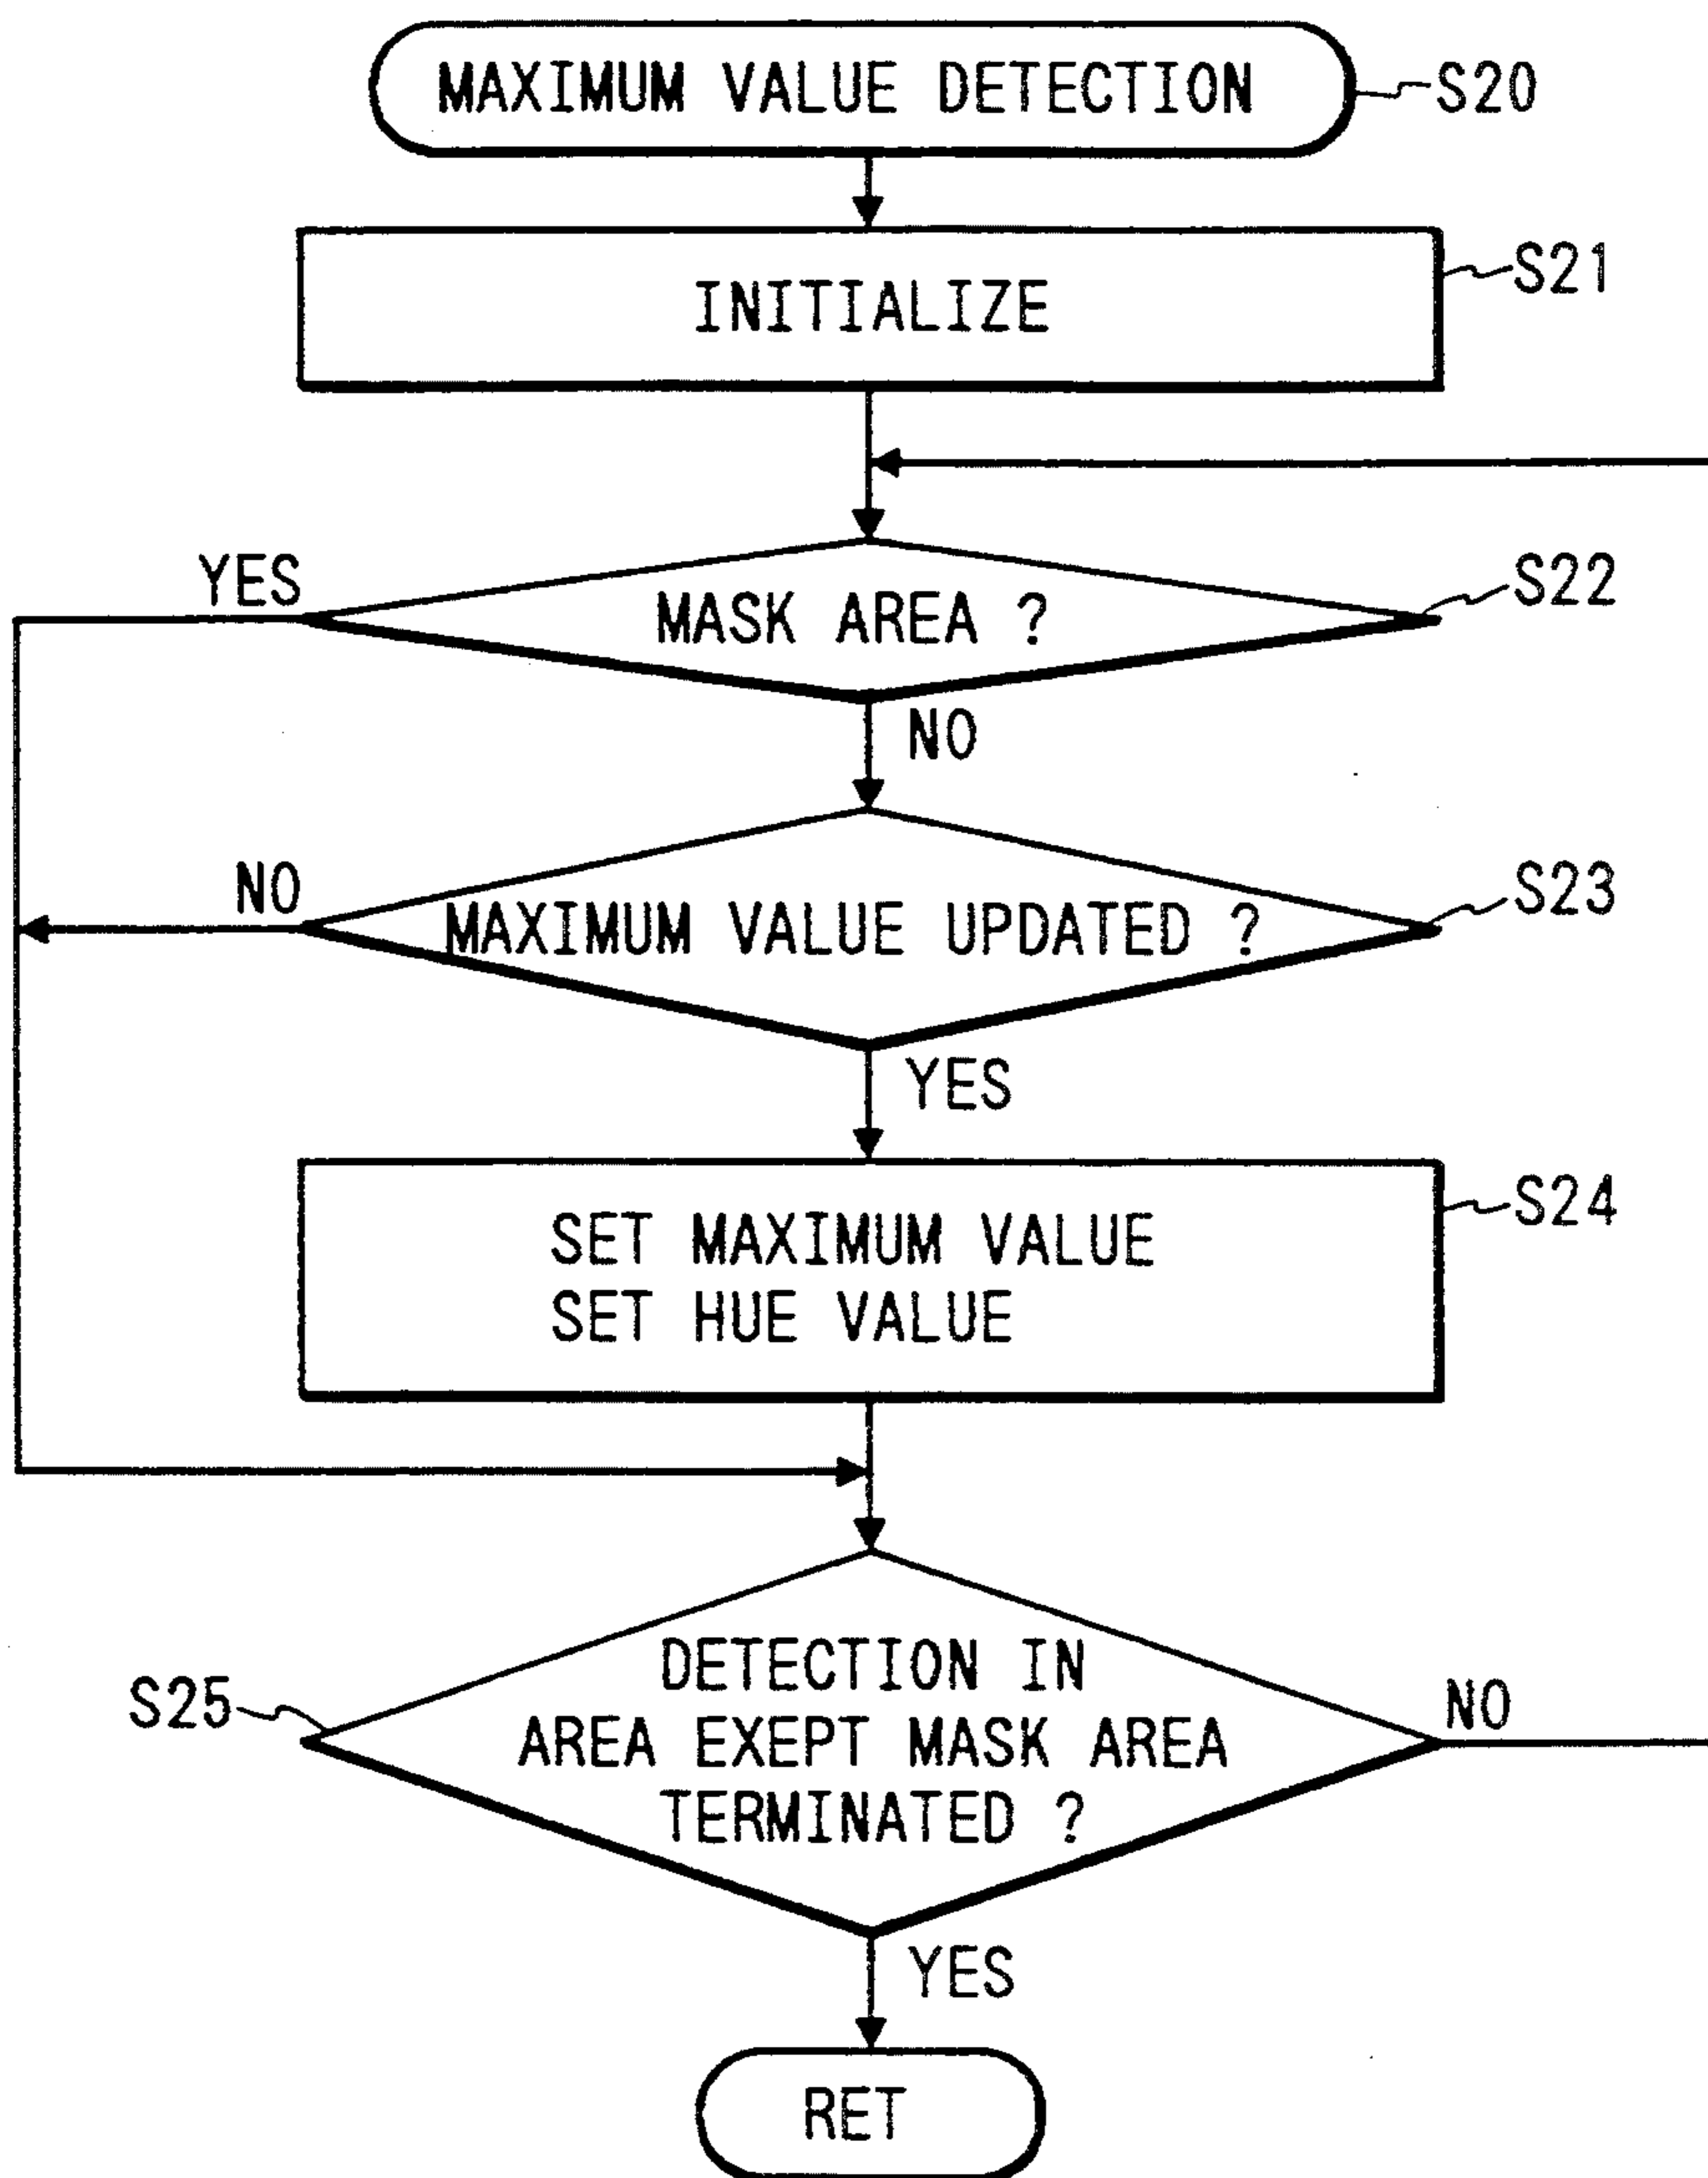 MAXIMUM VALUE DETECTION
S20
INITIALIZE
S21
YES
MASK AREA ?
S22
NO
NO
MAXIMUM VALUE UPDATED ?
S23
YES
SET MAXIMUM VALUE
SET HUE VALUE
S24
S25
DETECTION IN
AREA EXEPT MASK AREA
TERMINATED ?
NO
YES
RET